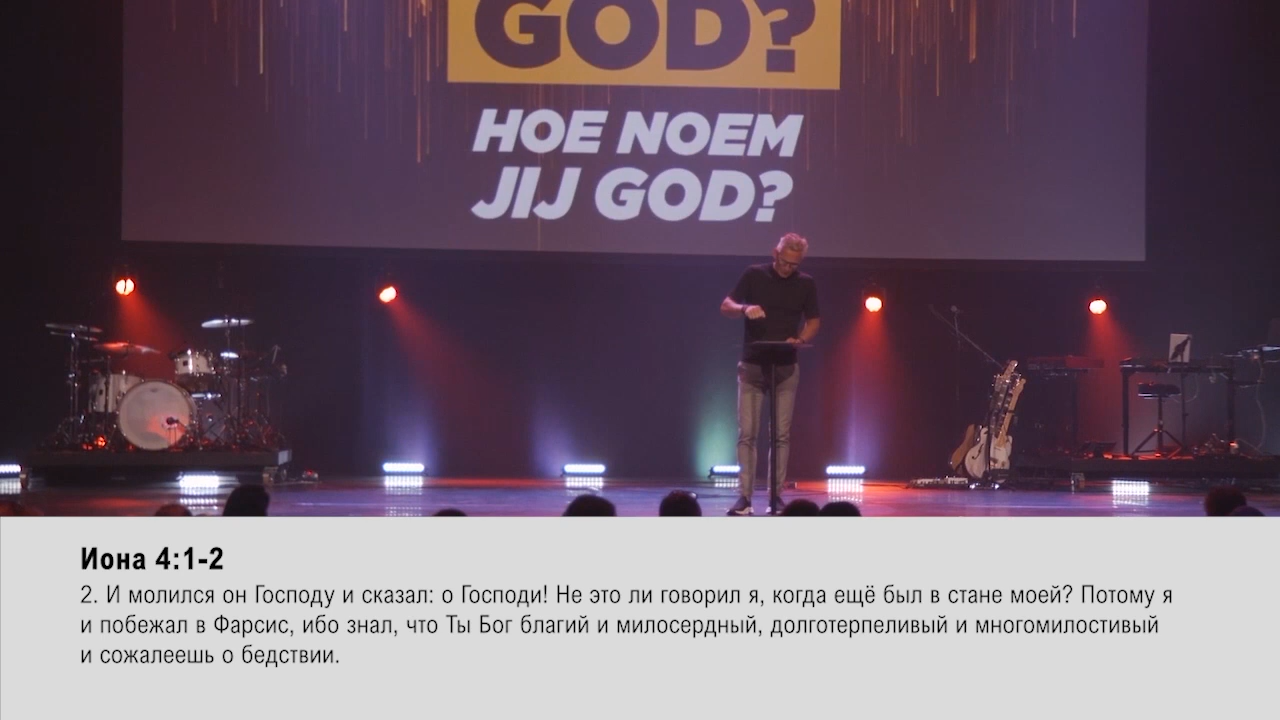 GOD?
HOE NOEM
JIJ GOD?
Иона 4:1-2
2. И молился он Господу и сказал: о Господи! Не это ли говорил я, когда ещё был в стане моей? Потому я
и побежал в Фарсис, ибо знал, что Ты Бог благий и милосердный, долготерпеливый и многомилостивый
и сожалеешь о бедствии.